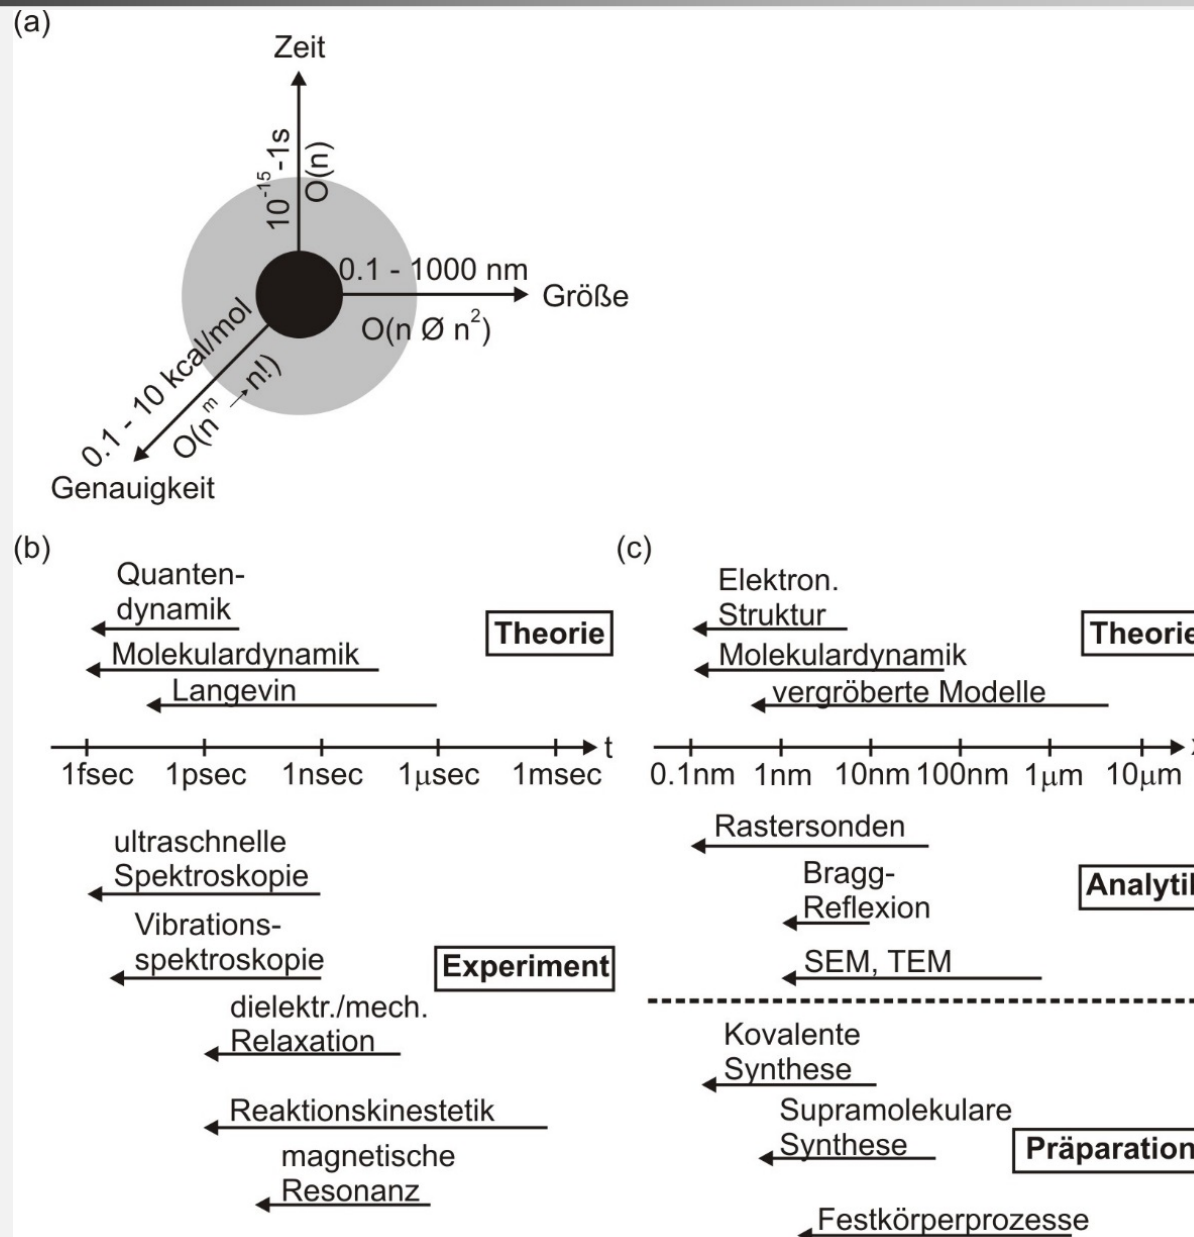 (a)
Zeit
10⁻¹⁵-1s
O(n)
0.1 - 1000 nm
Größe
O(n Ø n²)
0.1 - 10 kcal/mol
O(nᵐ → n!)
Genauigkeit
(b)
Quanten-
dynamik
Theorie
Molekulardynamik
Langevin
t
1fsec 1psec 1nsec 1µsec 1msec
ultraschnelle
Spektroskopie
Vibrations-
spektroskopie
Experiment
dielektr./mech.
Relaxation
Reaktionskinestetik
magnetische
Resonanz
(c)
Elektron.
Struktur
Theorie
Molekulardynamik
vergröberte Modelle
0.1nm 1nm 10nm 100nm 1µm 10µm
Rastersonden
Bragg-
Reflexion
SEM, TEM
Kovalente
Synthese
Supramolekulare
Synthese
Präparation
Festkörperprozesse